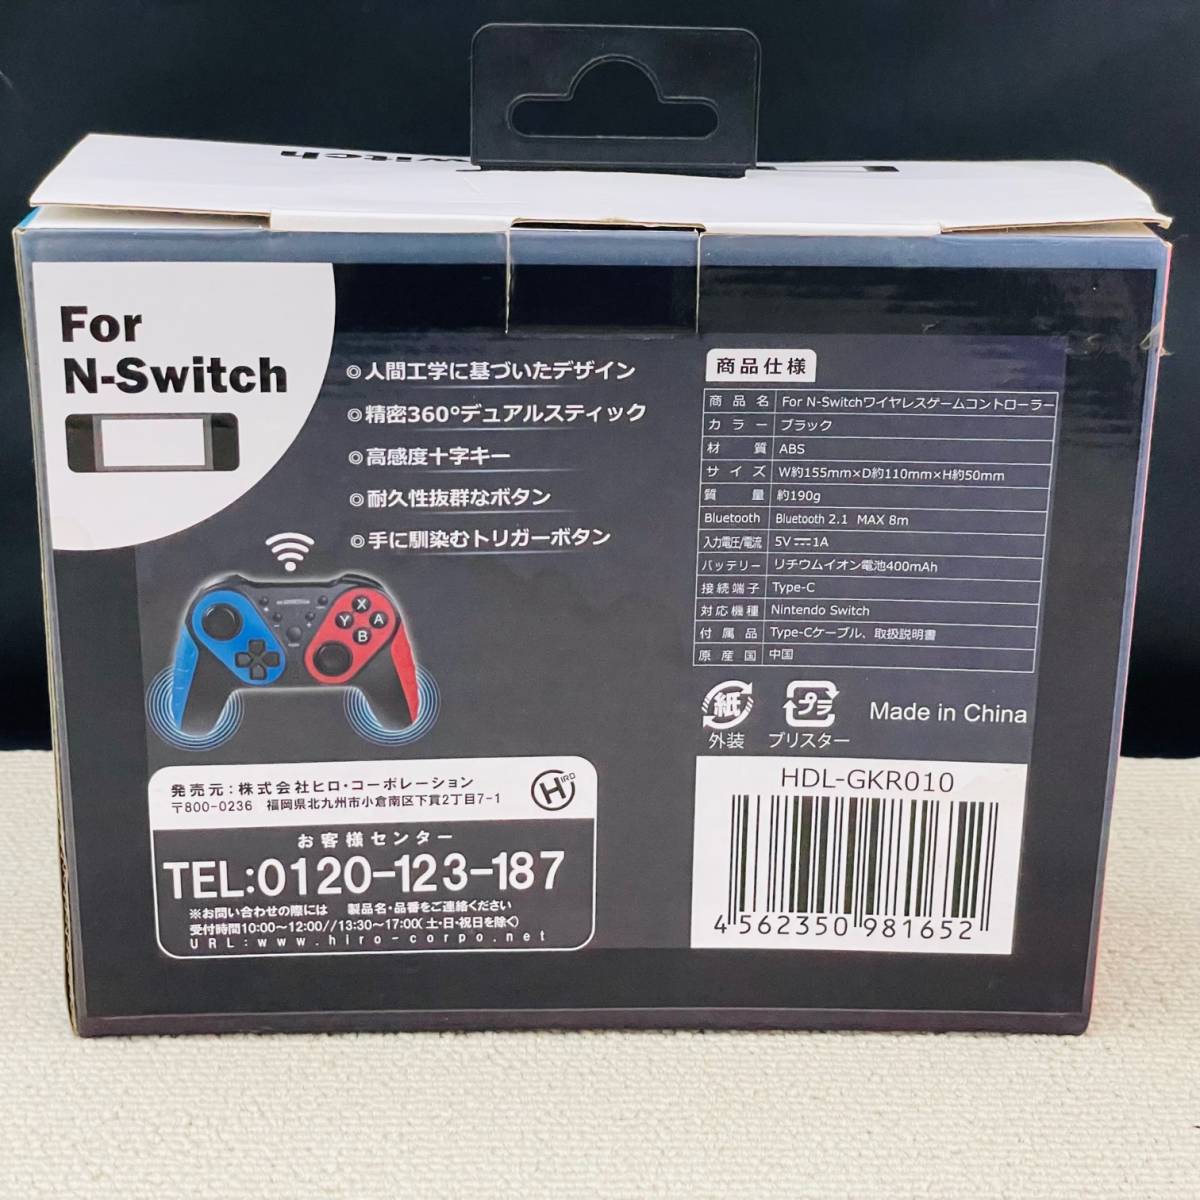 witch
For
N-Switch
◎人間工学に基づいたデザイン
◎精密360°デュアルスティック
◎高感度十字キー
◎耐久性抜群なボタン
◎手に馴染むトリガーボタン
X
Y A
B
商品仕様
商品名 For N-Switchワイヤレスゲームコントローラー
カラー ブラック
材質 ABS
サイズ W約155mm×D約110mm×H約50mm
質量 約190g
Bluetooth Bluetooth 2.1 MAX 8m
入力電圧/電流 5V⎓1A
バッテリー リチウムイオン電池400mAh
接続端子 Type-C
対応機種 Nintendo Switch
付属品 Type-Cケーブル、取扱説明書
原産国 中国
紙 プラ Made in China
外装 ブリスター
発売元:株式会社ヒロ・コーポレーション
〒800-0236 福岡県北九州市小倉南区下貫2丁目7-1
HIRO
お客様センター
TEL:0120-123-187
※お問い合わせの際には 製品名・品番をご連絡ください
受付時間10:00~12:00//13:30~17:00(土・日・祝日を除く)
URL:www.hiro-corpo.net
HDL-GKR010
4 562350 981652